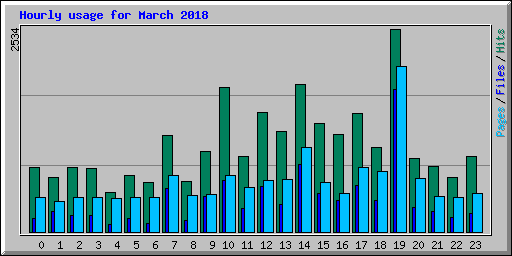 Hourly usage for March 2018
2534
Pages / Files / Hits
0 1 2 3 4 5 6 7 8 9 10 11 12 13 14 15 16 17 18 19 20 21 22 23